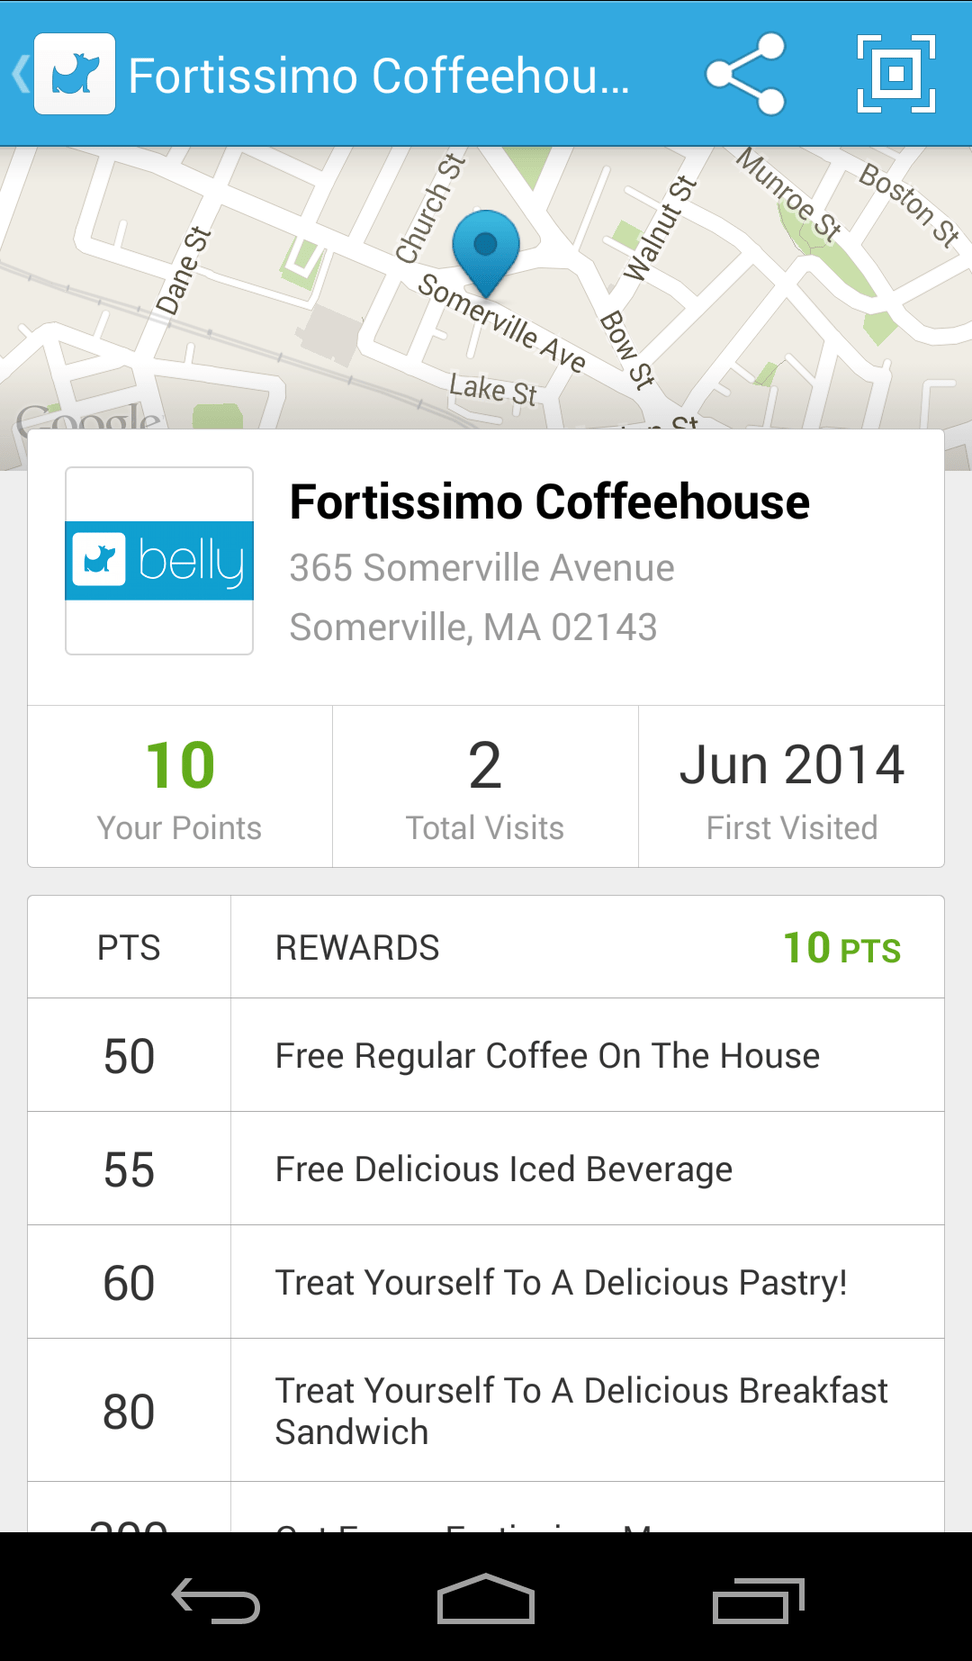 Fortissimo Coffeehou...
Church St
Munroe St
Boston St
Walnut St
Dane St
Somerville Ave
Bow St
Lake St
St
Google
belly
Fortissimo Coffeehouse
365 Somerville Avenue
Somerville, MA 02143
10
2
Jun 2014
Your Points
Total Visits
First Visited
PTS
REWARDS
10 PTS
50
Free Regular Coffee On The House
55
Free Delicious Iced Beverage
60
Treat Yourself To A Delicious Pastry!
80
Treat Yourself To A Delicious Breakfast
Sandwich